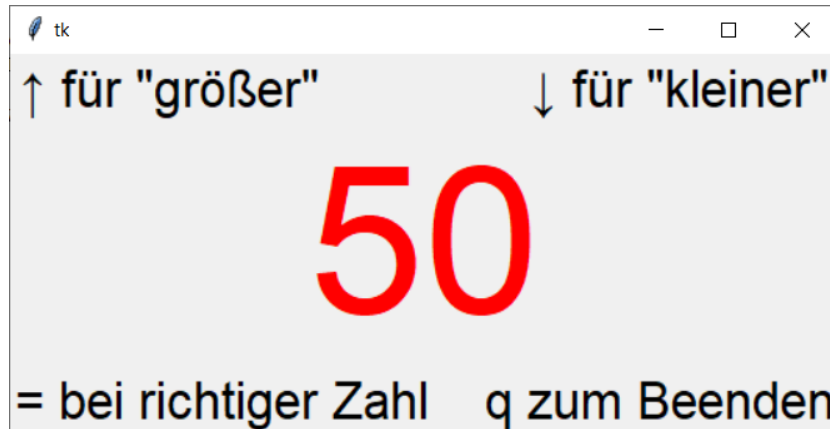 tk
↑ für "größer" ↓ für "kleiner"
50
= bei richtiger Zahl q zum Beenden